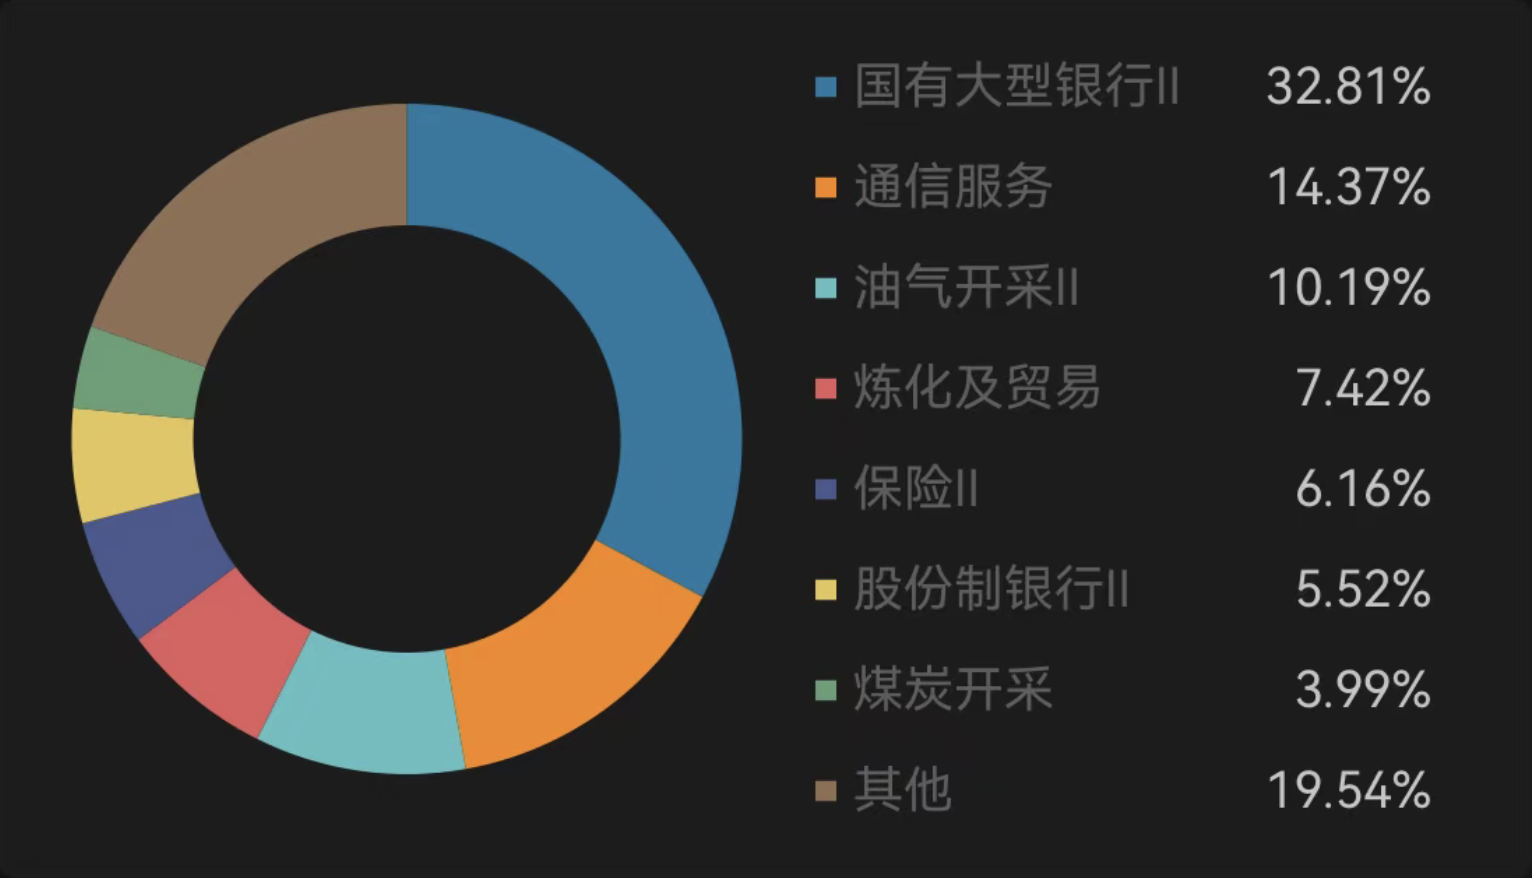 国有大型银行II 32.81%
通信服务 14.37%
油气开采II 10.19%
炼化及贸易 7.42%
保险II 6.16%
股份制银行II 5.52%
煤炭开采 3.99%
其他 19.54%